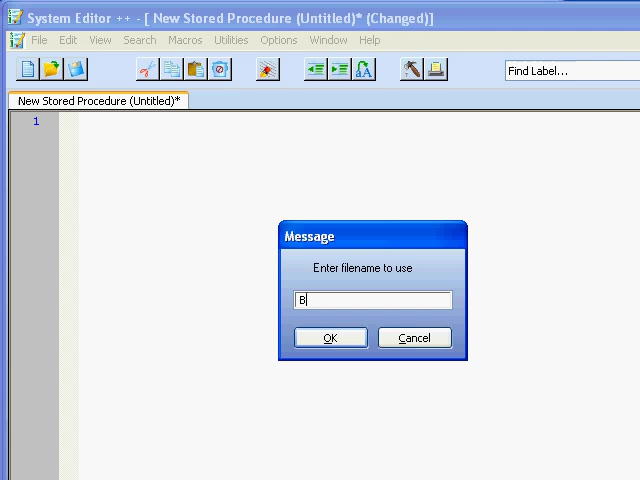 System Editor ++ - [ New Stored Procedure (Untitled)* (Changed)]
File Edit View Search Macros Utilities Options Window Help
Find Label...
New Stored Procedure (Untitled)*
1
Message
Enter filename to use
B
OK Cancel